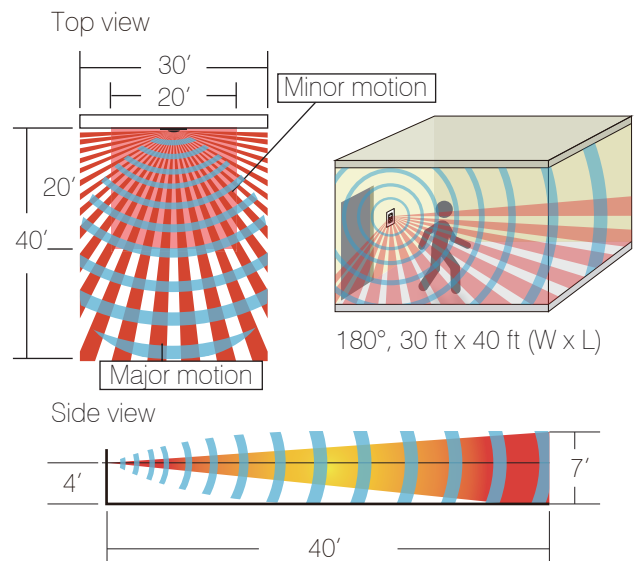 Top view
30′
20′
Minor motion
20′
40′
Major motion
180°, 30 ft x 40 ft (W x L)
Side view
4′
7′
40′